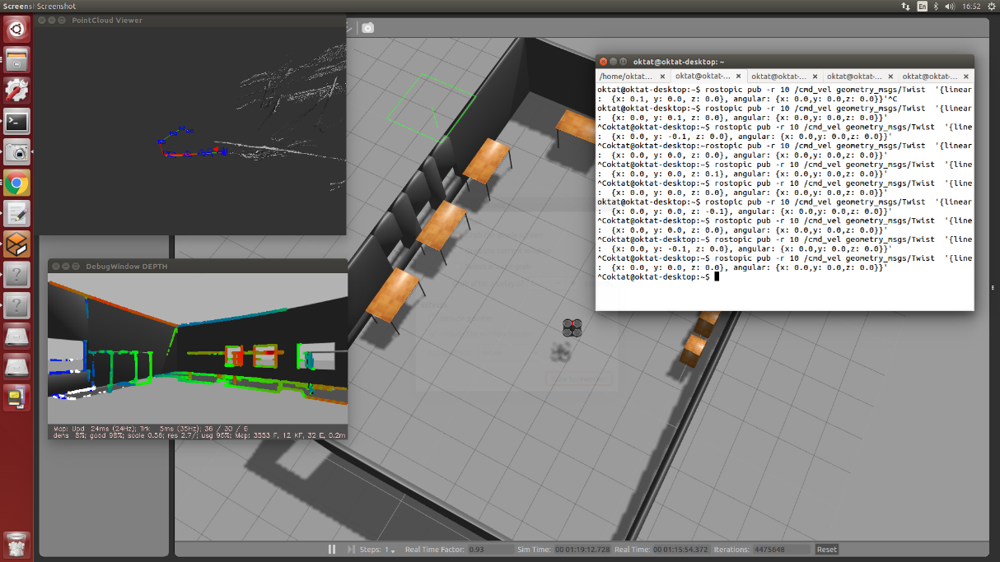 Screens Screenshot
En
16:52
PointCloud Viewer
oktat@oktat-desktop: ~
/home/oktat... oktat@oktat-... oktat@oktat-... oktat@oktat-... oktat@oktat-...
oktat@oktat-desktop:~$ rostopic pub -r 10 /cmd_vel geometry_msgs/Twist '{linear
: {x: 0.1, y: 0.0, z: 0.0}, angular: {x: 0.0,y: 0.0,z: 0.0}}'^C
oktat@oktat-desktop:~$ rostopic pub -r 10 /cmd_vel geometry_msgs/Twist '{linear
: {x: 0.0, y: 0.1, z: 0.0}, angular: {x: 0.0,y: 0.0,z: 0.0}}'
^Coktat@oktat-desktop:~$ rostopic pub -r 10 /cmd_vel geometry_msgs/Twist '{line
: {x: 0.0, y: -0.1, z: 0.0}, angular: {x: 0.0,y: 0.0,z: 0.0}}'
^Coktat@oktat-desktop:~rostopic pub -r 10 /cmd_vel geometry_msgs/Twist '{linear
: {x: 0.0, y: 0.0, z: 0.0}, angular: {x: 0.0,y: 0.0,z: 0.0}}'
^Coktat@oktat-desktop:~$ rostopic pub -r 10 /cmd_vel geometry_msgs/Twist '{line
: {x: 0.0, y: 0.0, z: 0.1}, angular: {x: 0.0,y: 0.0,z: 0.0}}'
^Coktat@oktat-desktop:~$ rostopic pub -r 10 /cmd_vel geometry_msgs/Twist '{line
: {x: 0.0, y: 0.0, z: 0.0}, angular: {x: 0.0,y: 0.0,z: 0.0}}'
oktat@oktat-desktop:~$ rostopic pub -r 10 /cmd_vel geometry_msgs/Twist '{linear
: {x: 0.0, y: 0.0, z: -0.1}, angular: {x: 0.0,y: 0.0,z: 0.0}}'
^Coktat@oktat-desktop:~$ rostopic pub -r 10 /cmd_vel geometry_msgs/Twist '{line
: {x: 0.0, y: 0.0, z: 0.0}, angular: {x: 0.0,y: 0.0,z: 0.0}}'
^Coktat@oktat-desktop:~$ rostopic pub -r 10 /cmd_vel geometry_msgs/Twist '{line
: {x: 0.0, y: -0.1, z: 0.0}, angular: {x: 0.0,y: 0.0,z: 0.0}}'
^Coktat@oktat-desktop:~$ rostopic pub -r 10 /cmd_vel geometry_msgs/Twist '{line
: {x: 0.0, y: 0.0, z: 0.0}, angular: {x: 0.0,y: 0.0,z: 0.0}}'
^Coktat@oktat-desktop:~$
DebugWindow DEPTH
Map: Upd 24ms (24Hz); Trk 5ms (35Hz); 36 / 30 / 6
dens 8%; good 98%; scale 0.56; res 2.7/; usg 95%; Map: 3553 F, 12 KF, 32 E, 0.2m
Steps: 1 Real Time Factor: 0.93 Sim Time: 00 01:19:12.728 Real Time: 00 01:15:54.372 Iterations: 4475648 Reset